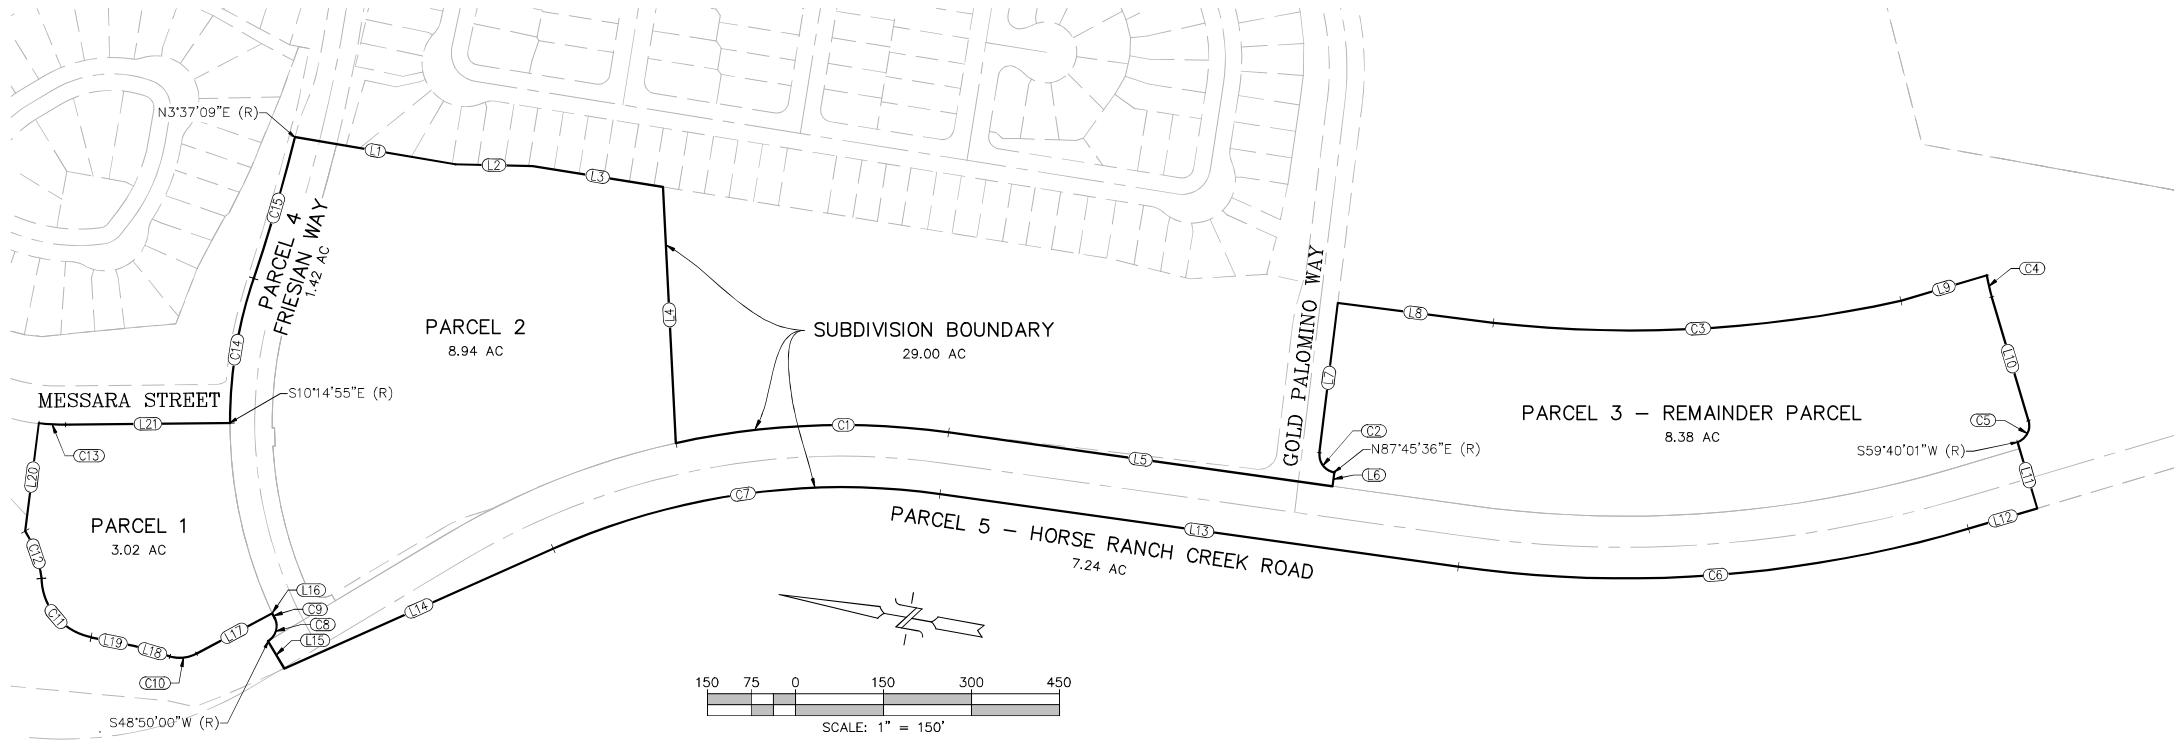 N3°37'09"E (R)
L1
L2
L3
C15
PARCEL 4
FRIESIAN WAY
1.42 AC
PARCEL 2
8.94 AC
L4
SUBDIVISION BOUNDARY
29.00 AC
GOLD PALOMINO WAY
C4
L9
L8
C3
L7
L10
C14
MESSARA STREET
S10°14'55"E (R)
L21
C13
C1
C2
N87°45'36"E (R)
L5
L6
PARCEL 3 – REMAINDER PARCEL
8.38 AC
C5
S59°40'01"W (R)
L11
L20
C7
PARCEL 1
3.02 AC
C12
PARCEL 5 – HORSE RANCH CREEK ROAD
7.24 AC
L13
L12
C6
L16
C9
C8
L15
L14
C11
L19
L18
L17
C10
S48°50'00"W (R)
150 75 0 150 300 450
SCALE: 1" = 150'